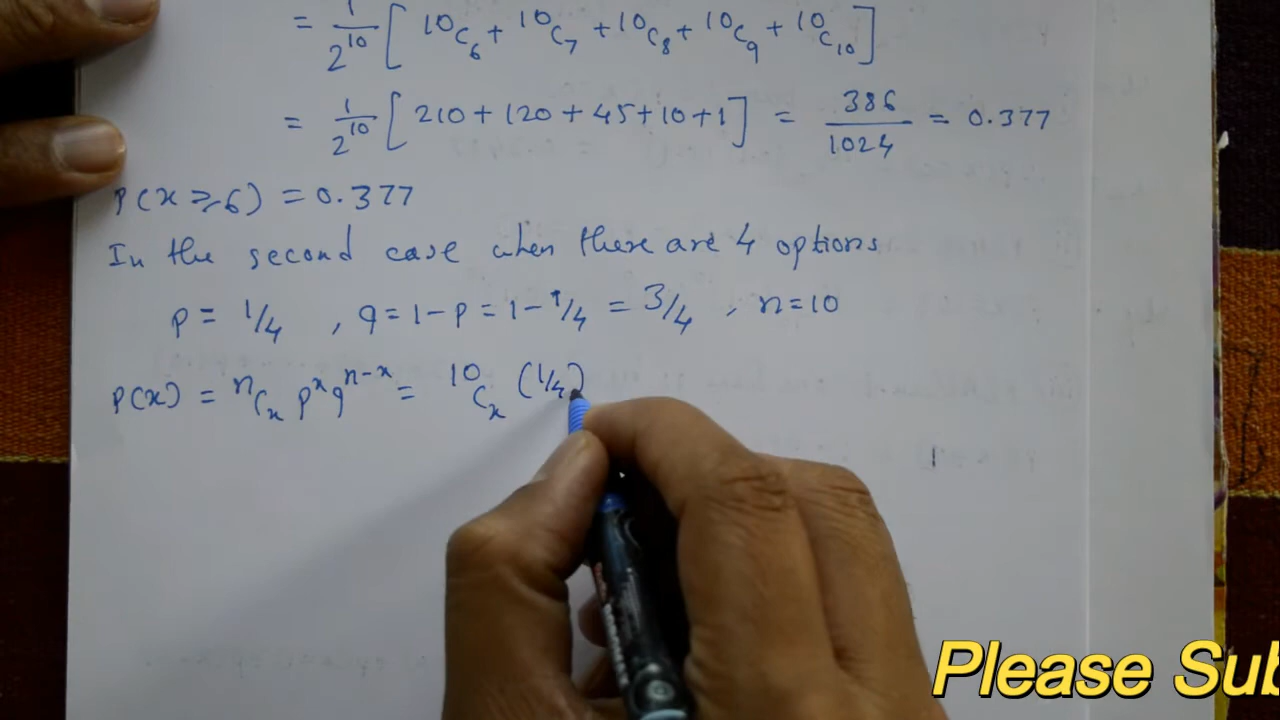 = 1/2^10 [ 10C6 + 10C7 + 10C8 + 10C9 + 10C10 ]
= 1/2^10 [ 210 + 120 + 45 + 10 + 1 ] = 386/1024 = 0.377
P(x ≥ 6) = 0.377
In the second case when there are 4 options
p = 1/4 , q = 1 - p = 1 - 1/4 = 3/4 , n = 10
P(x) = nCx p^x q^n-x = 10Cx (1/4)
Please Sub